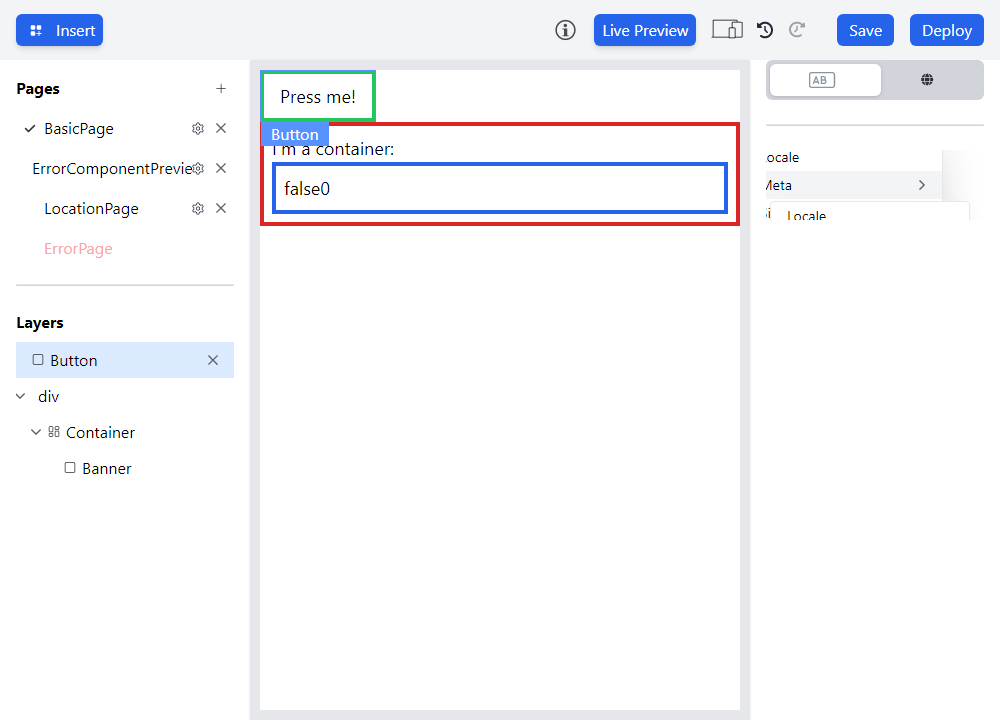 Insert
Live Preview
Save
Deploy
Pages
BasicPage
ErrorComponentPrevie
LocationPage
ErrorPage
Layers
Button
div
Container
Banner
Press me!
Button
I'm a container:
false0
AB
ocale
Meta
Locale